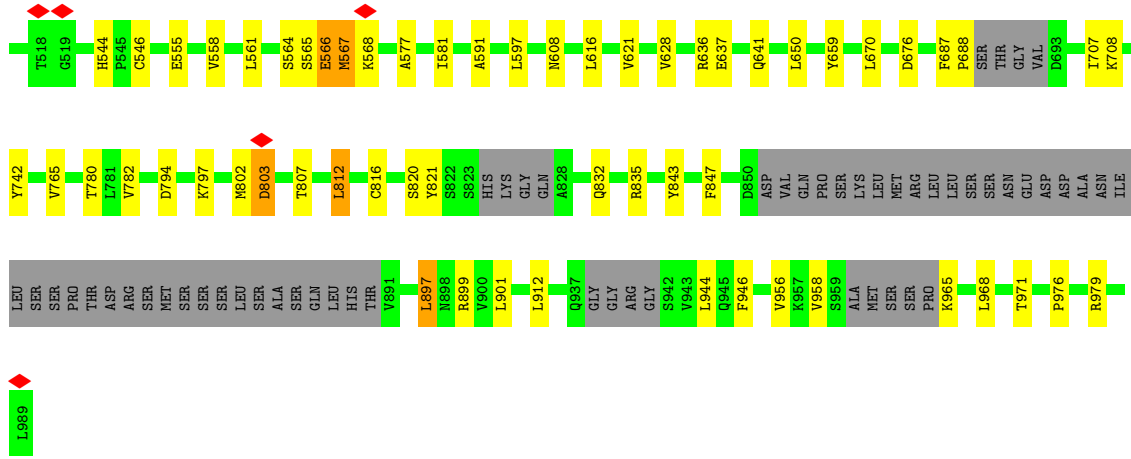 T518 G519 H544 P545 C546 E555 V558 L561 S564 S565 E566 M567 K568 A577 I581 A591 L597 N608 L616 V621 V628 R636 E637 Q641 L650 Y659 L670 D676 F687 P688 SER THR GLY VAL D693 I707 K708
Y742 V765 T780 L781 V782 D794 K797 M802 D803 T807 L812 C816 S820 Y821 S822 S823 HIS LYS GLY GLN A828 Q832 R835 Y843 F847 D850 ASP VAL GLN PRO SER LYS LEU MET ARG LEU LEU SER SER ASN GLU ASP ASP ALA ASN ILE
LEU SER SER PRO THR ASP ARG SER MET SER SER SER LEU SER ALA SER GLN LEU HIS THR V891 L897 N898 R899 V900 L901 L912 Q937 GLY GLY ARG GLY S942 V943 L944 Q945 F946 V956 K957 V958 S959 ALA MET SER SER PRO K965 L968 T971 P976 R979
L989